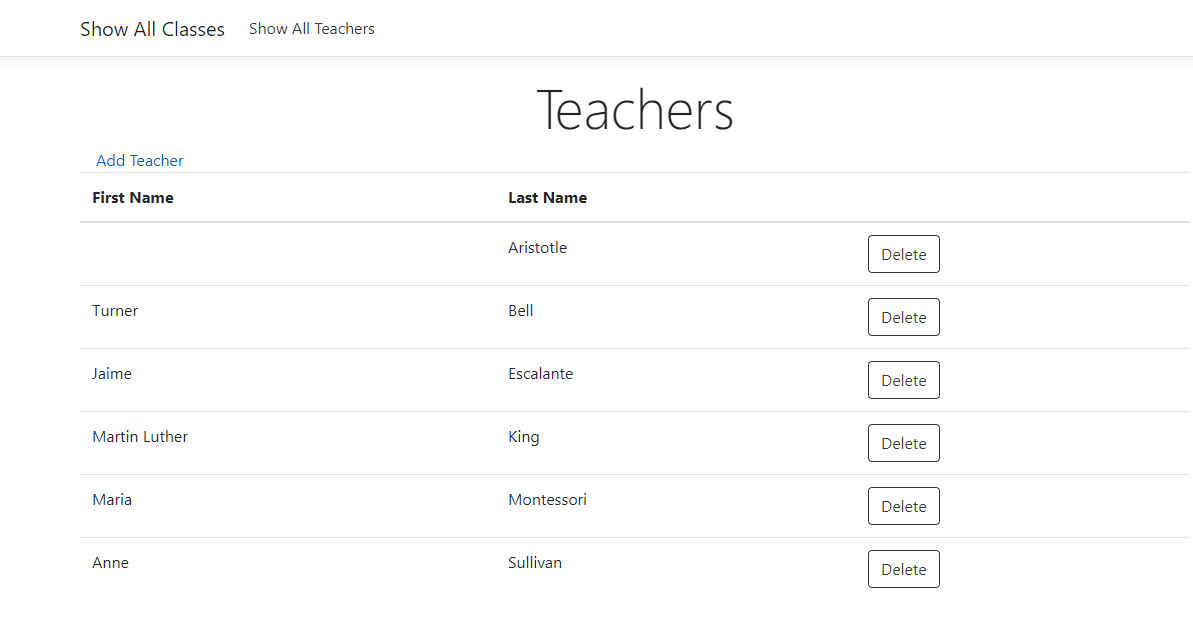 Show All Classes Show All Teachers
Teachers
Add Teacher
First Name Last Name
Aristotle Delete
Turner Bell Delete
Jaime Escalante Delete
Martin Luther King Delete
Maria Montessori Delete
Anne Sullivan Delete